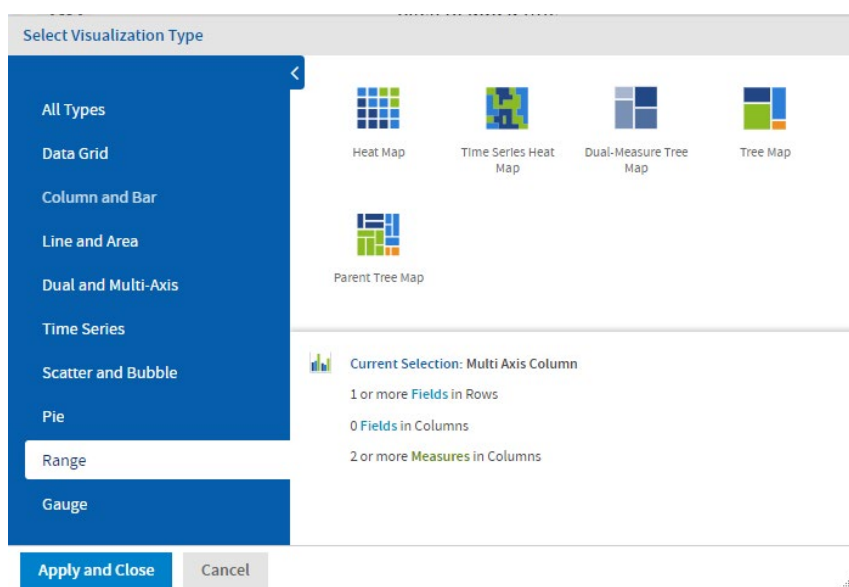 Select Visualization Type
All Types
Data Grid
Column and Bar
Line and Area
Dual and Multi-Axis
Time Series
Scatter and Bubble
Pie
Range
Gauge
Heat Map
Time Series Heat
Map
Dual-Measure Tree
Map
Tree Map
Parent Tree Map
Current Selection: Multi Axis Column
1 or more Fields in Rows
0 Fields in Columns
2 or more Measures in Columns
Apply and Close
Cancel